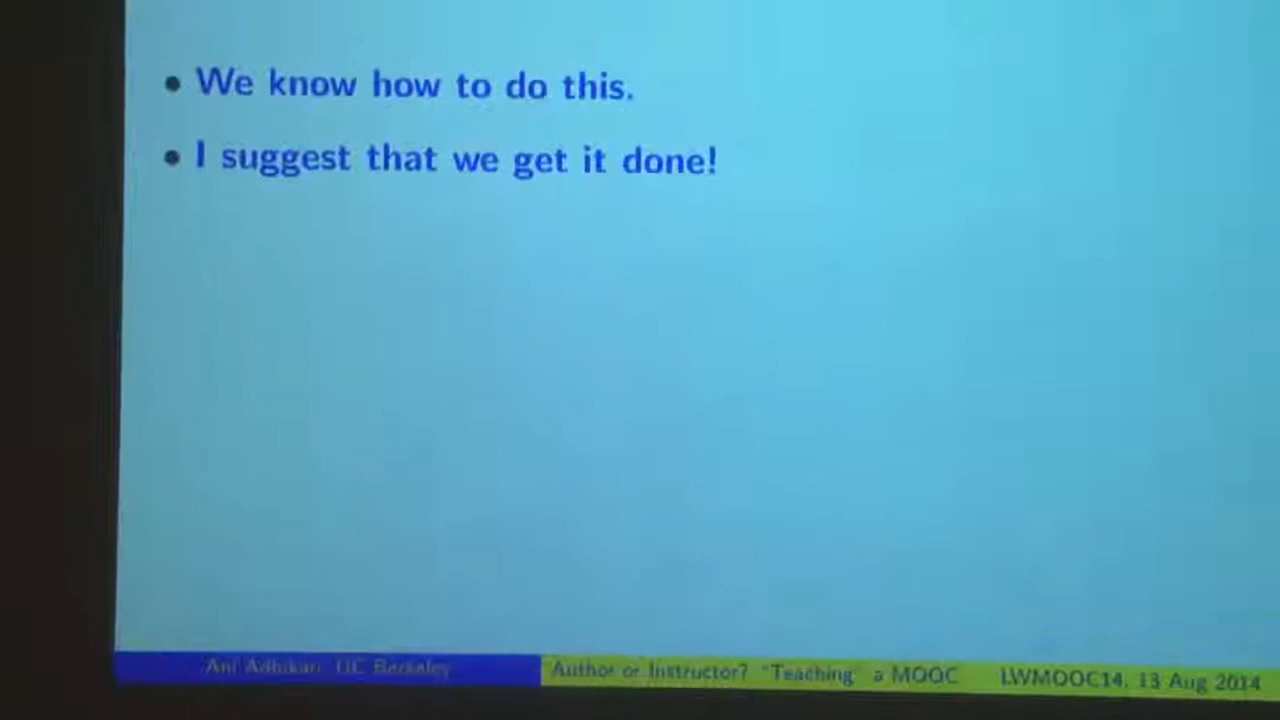 • We know how to do this.
• I suggest that we get it done!
Ani Adhikari, UC Berkeley Author or Instructor? "Teaching" a MOOC LWMOOC14, 13 Aug 2014